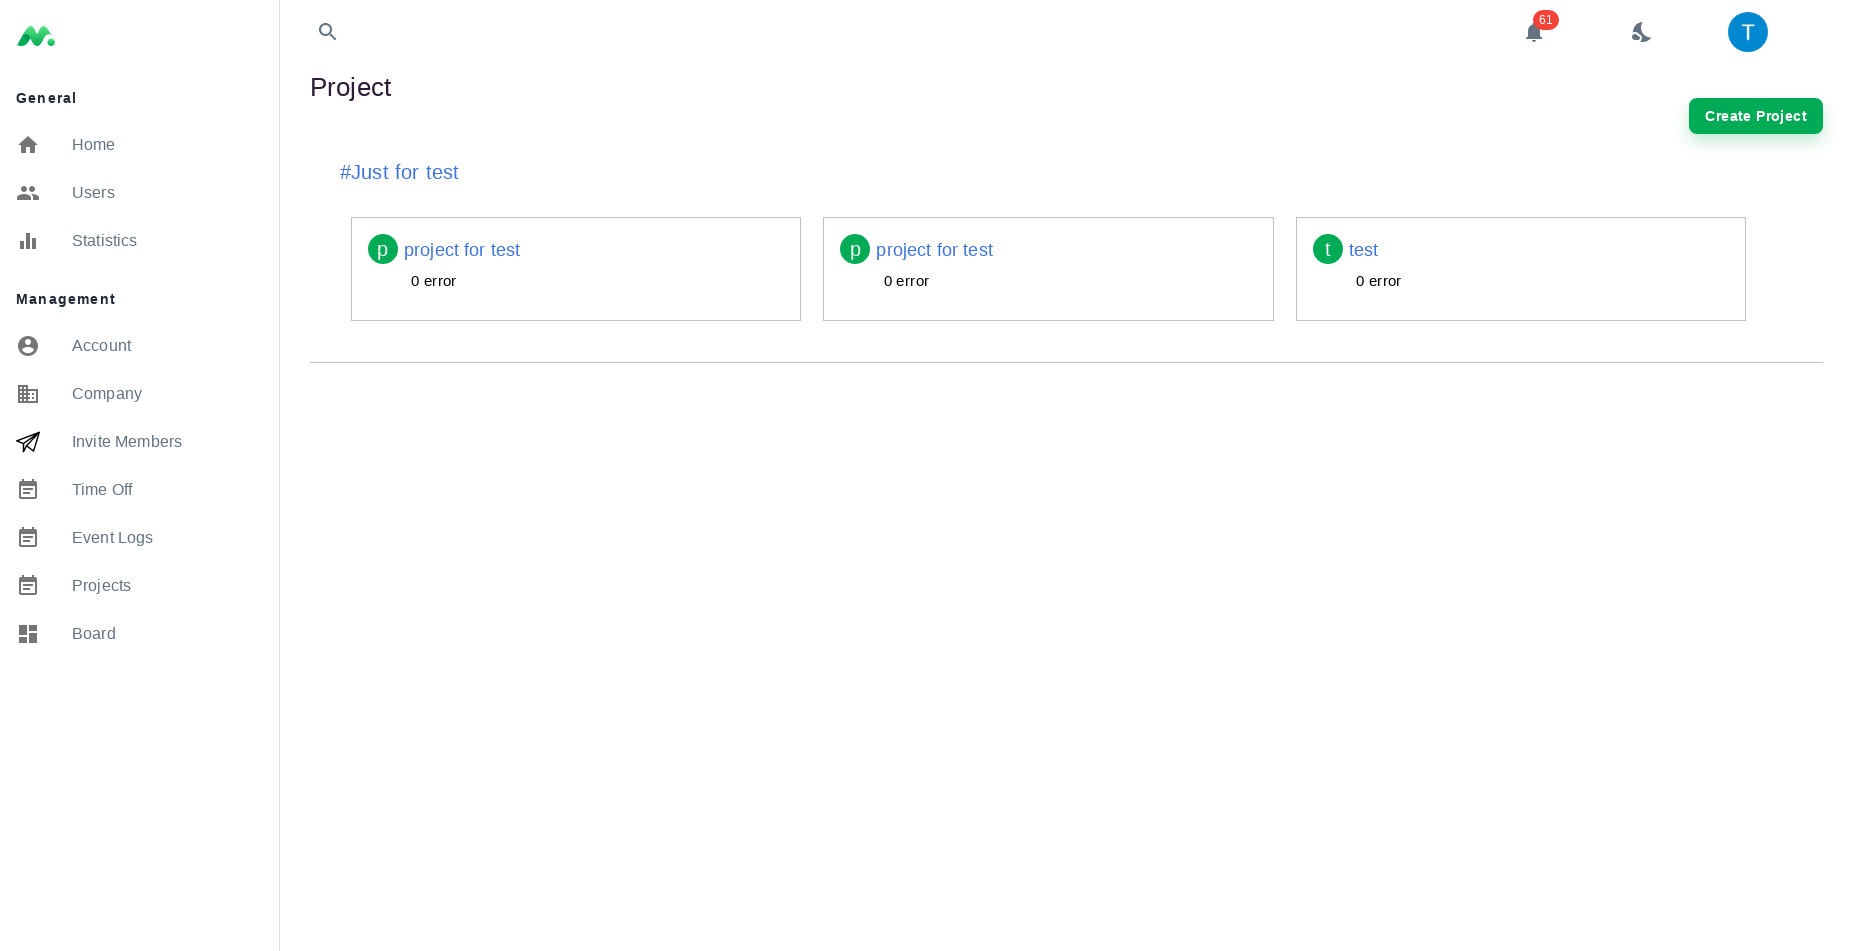 61
T
General
Home
Users
Statistics
Management
Account
Company
Invite Members
Time Off
Event Logs
Projects
Board
Project
Create Project
#Just for test
p project for test
0 error
p project for test
0 error
t test
0 error